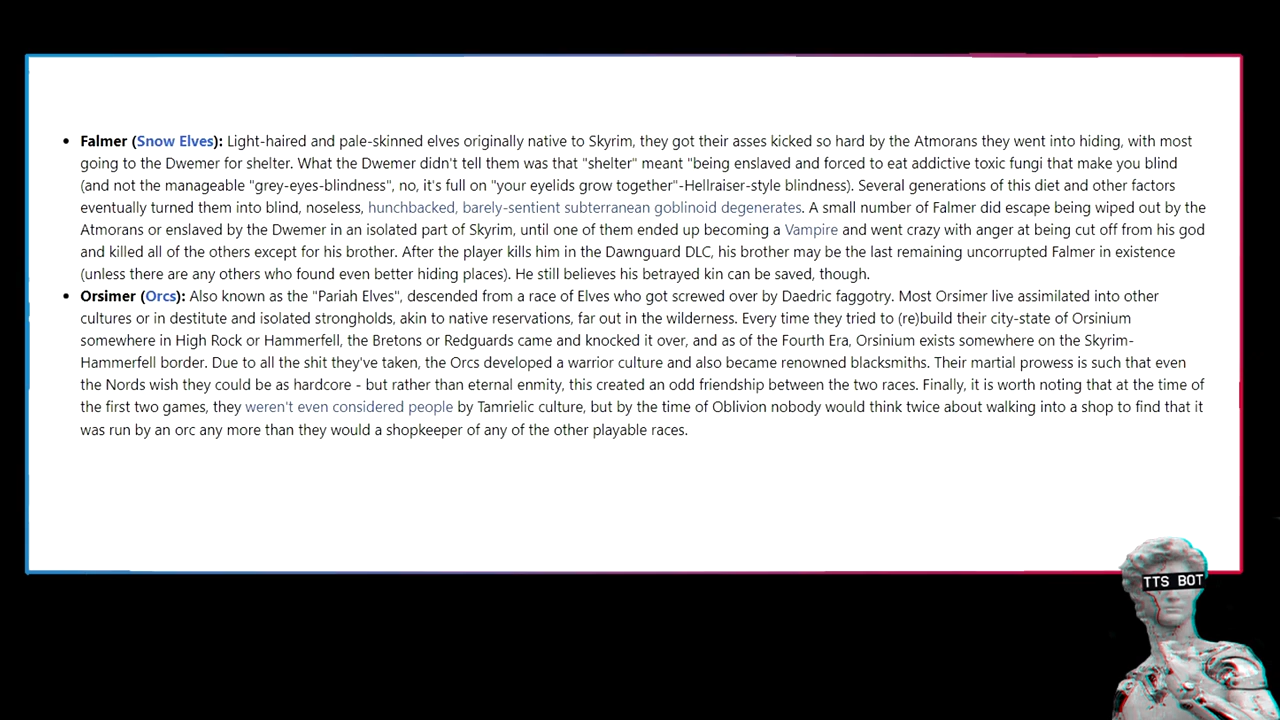 • Falmer (Snow Elves): Light-haired and pale-skinned elves originally native to Skyrim, they got their asses kicked so hard by the Atmorans they went into hiding, with most
going to the Dwemer for shelter. What the Dwemer didn't tell them was that "shelter" meant "being enslaved and forced to eat addictive toxic fungi that make you blind
(and not the manageable "grey-eyes-blindness", no, it's full on "your eyelids grow together"-Hellraiser-style blindness). Several generations of this diet and other factors
eventually turned them into blind, noseless, hunchbacked, barely-sentient subterranean goblinoid degenerates. A small number of Falmer did escape being wiped out by the
Atmorans or enslaved by the Dwemer in an isolated part of Skyrim, until one of them ended up becoming a Vampire and went crazy with anger at being cut off from his god
and killed all of the others except for his brother. After the player kills him in the Dawnguard DLC, his brother may be the last remaining uncorrupted Falmer in existence
(unless there are any others who found even better hiding places). He still believes his betrayed kin can be saved, though.
• Orsimer (Orcs): Also known as the "Pariah Elves", descended from a race of Elves who got screwed over by Daedric faggotry. Most Orsimer live assimilated into other
cultures or in destitute and isolated strongholds, akin to native reservations, far out in the wilderness. Every time they tried to (re)build their city-state of Orsinium
somewhere in High Rock or Hammerfell, the Bretons or Redguards came and knocked it over, and as of the Fourth Era, Orsinium exists somewhere on the Skyrim-
Hammerfell border. Due to all the shit they've taken, the Orcs developed a warrior culture and also became renowned blacksmiths. Their martial prowess is such that even
the Nords wish they could be as hardcore - but rather than eternal enmity, this created an odd friendship between the two races. Finally, it is worth noting that at the time of
the first two games, they weren't even considered people by Tamrielic culture, but by the time of Oblivion nobody would think twice about walking into a shop to find that it
was run by an orc any more than they would a shopkeeper of any of the other playable races.
TTS BOT